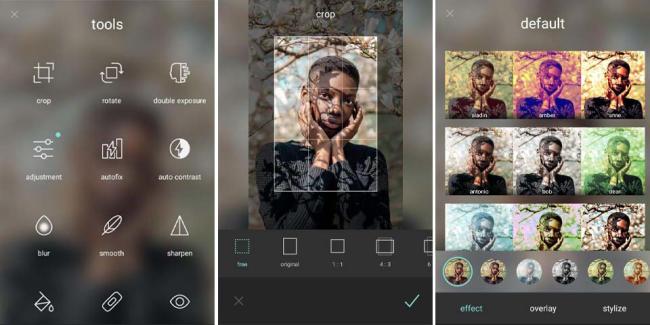 tools
crop
rotate
double exposure
adjustment
autofix
auto contrast
blur
smooth
sharpen
crop
free
original
1:1
4:3
6
default
aladin
amber
anne
antonio
bob
dean
effect
overlay
stylize